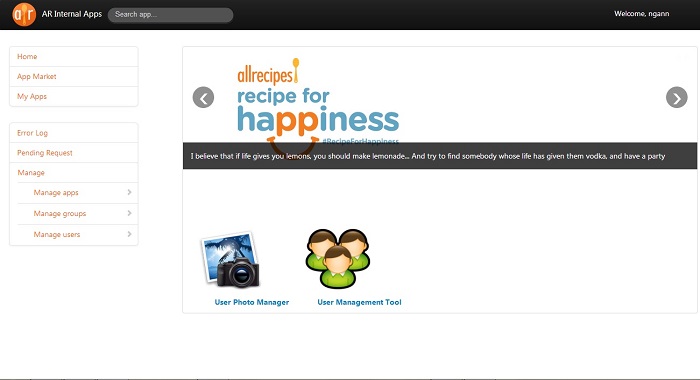 ar AR Internal Apps Search app... Welcome, ngann
Home
App Market
My Apps
Error Log
Pending Request
Manage
Manage apps
Manage groups
Manage users
allrecipes
recipe for
happiness
#RecipeForHappiness
I believe that if life gives you lemons, you should make lemonade... And try to find somebody whose life has given them vodka, and have a party
User Photo Manager User Management Tool